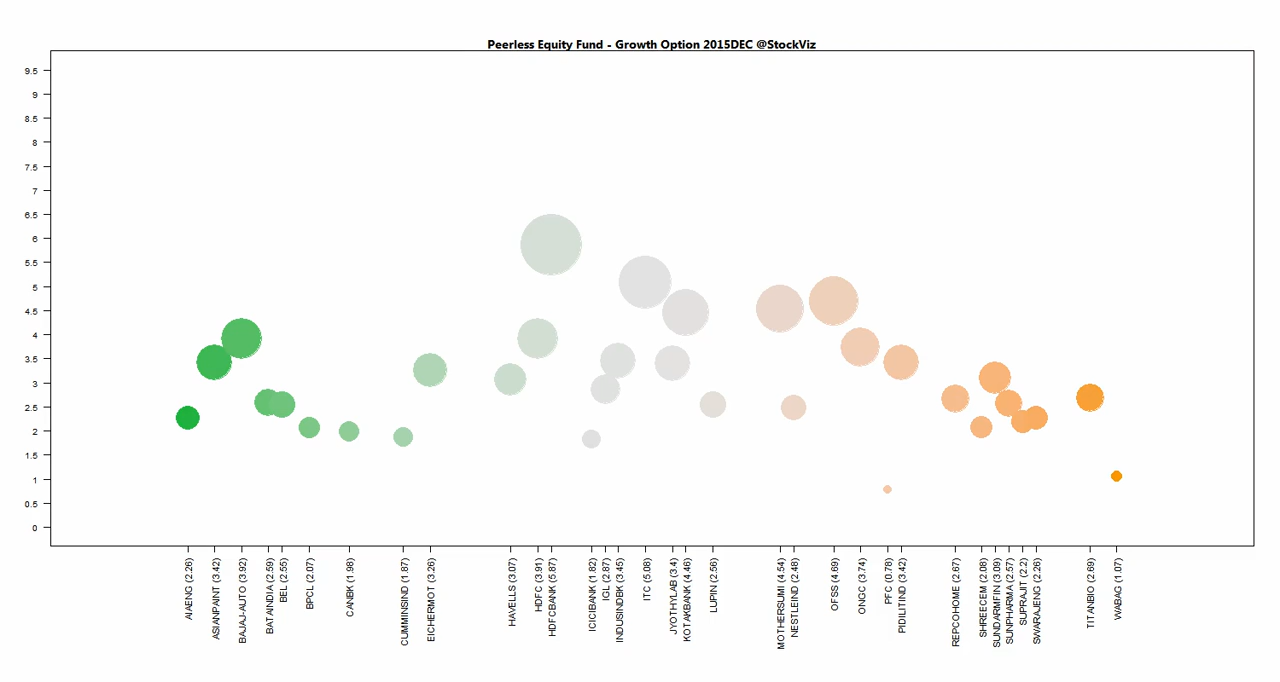 Peerless Equity Fund - Growth Option 2015DEC @StockViz
9.5
9
8.5
8
7.5
7
6.5
6
5.5
5
4.5
4
3.5
3
2.5
2
1.5
1
0.5
0
AIAENG (2.26)
ASIANPAINT (3.42)
BAJAJ-AUTO (3.92)
BATAINDIA (2.59)
BEL (2.55)
BPCL (2.07)
CANBK (1.98)
CUMMINSIND (1.87)
EICHERMOT (3.26)
HAVELLS (3.07)
HDFC (3.91)
HDFCBANK (5.87)
ICICIBANK (1.82)
IGL (2.87)
INDUSINDBK (3.45)
ITC (5.08)
JYOTHYLAB (3.4)
KOTAKBANK (4.46)
LUPIN (2.56)
MOTHERSUMI (4.54)
NESTLEIND (2.48)
OFSS (4.69)
ONGC (3.74)
PFC (0.78)
PIDILITIND (3.42)
REPCOHOME (2.67)
SHREECEM (2.08)
SUNDARMFIN (3.09)
SUNPHARMA (2.57)
SUPRAJIT (2.2)
SWARAJENG (2.26)
TITANBIO (2.69)
WABAG (1.07)